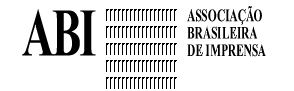 ABI
ASSOCIAÇÃO
BRASILEIRA
DE IMPRENSA